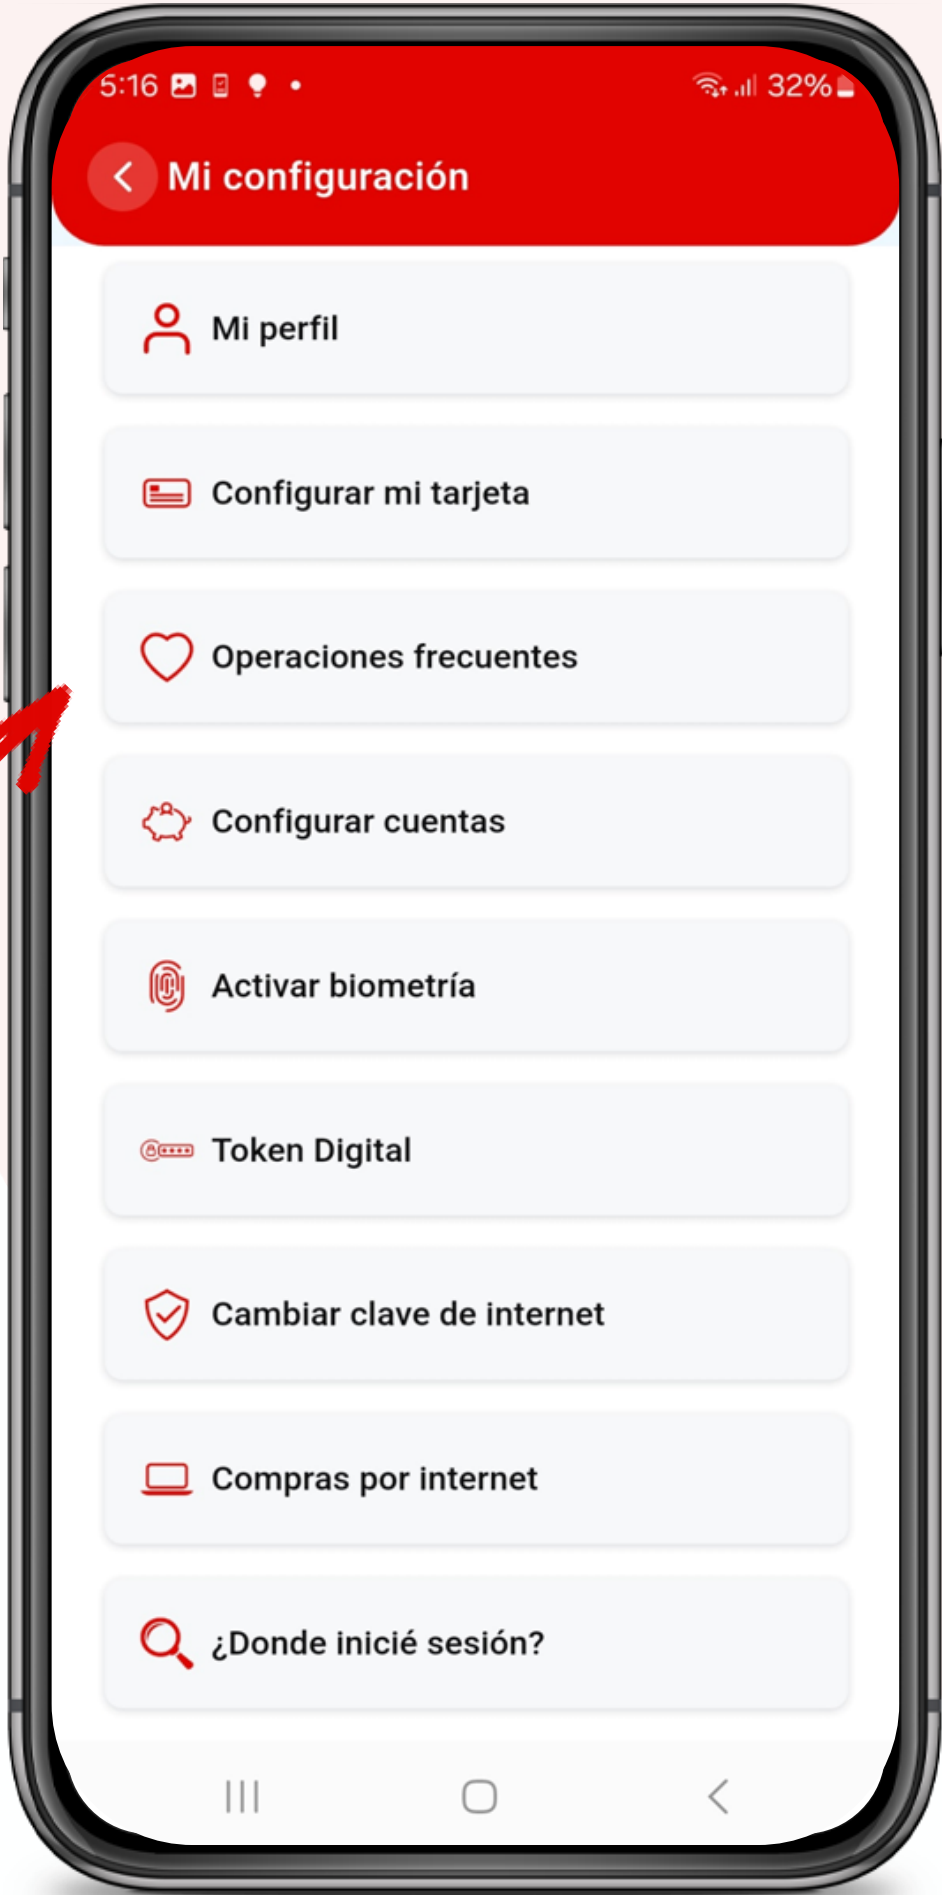 5:16 32%
Mi configuración
Mi perfil
Configurar mi tarjeta
Operaciones frecuentes
Configurar cuentas
Activar biometría
Token Digital
Cambiar clave de internet
Compras por internet
¿Donde inicié sesión?